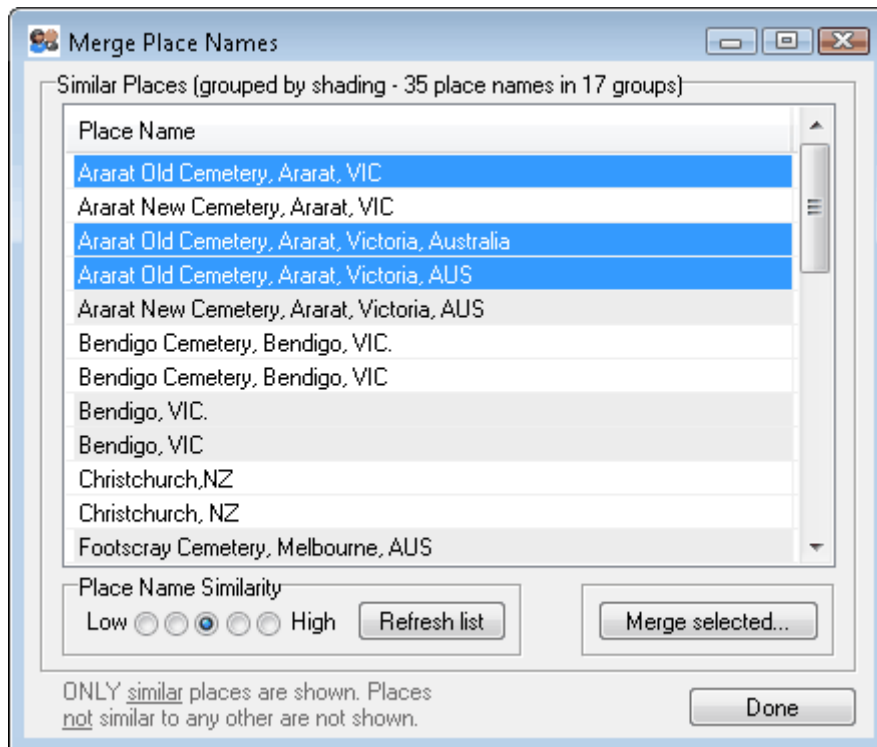 Merge Place Names
Similar Places (grouped by shading - 35 place names in 17 groups)
Place Name
Ararat Old Cemetery, Ararat, VIC
Ararat New Cemetery, Ararat, VIC
Ararat Old Cemetery, Ararat, Victoria, Australia
Ararat Old Cemetery, Ararat, Victoria, AUS
Ararat New Cemetery, Ararat, Victoria, AUS
Bendigo Cemetery, Bendigo, VIC.
Bendigo Cemetery, Bendigo, VIC
Bendigo, VIC.
Bendigo, VIC
Christchurch,NZ
Christchurch, NZ
Footscray Cemetery, Melbourne, AUS
Place Name Similarity
Low High Refresh list Merge selected...
ONLY similar places are shown. Places
not similar to any other are not shown.
Done